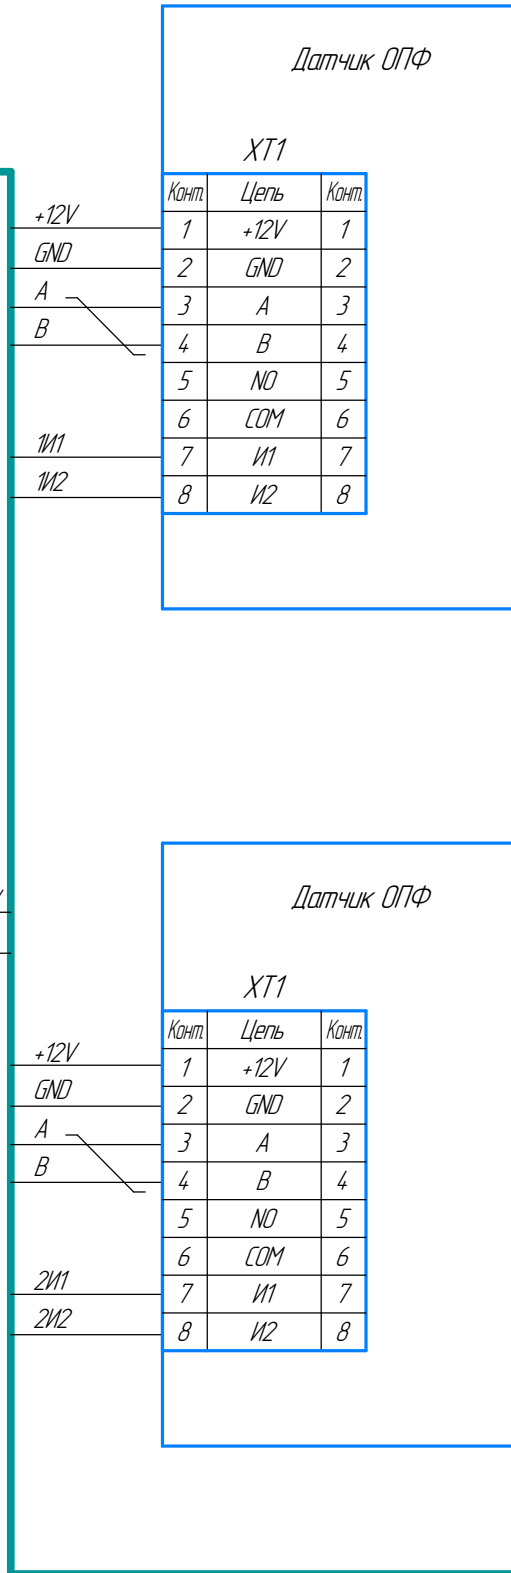 Датчик ОПФ
XT1
Конт. Цепь Конт.
+12V 1 +12V 1
GND 2 GND 2
A 3 A 3
B 4 B 4
5 NO 5
6 COM 6
1И1 7 И1 7
1И2 8 И2 8
Датчик ОПФ
XT1
Конт. Цепь Конт.
+12V 1 +12V 1
GND 2 GND 2
A 3 A 3
B 4 B 4
5 NO 5
6 COM 6
2И1 7 И1 7
2И2 8 И2 8